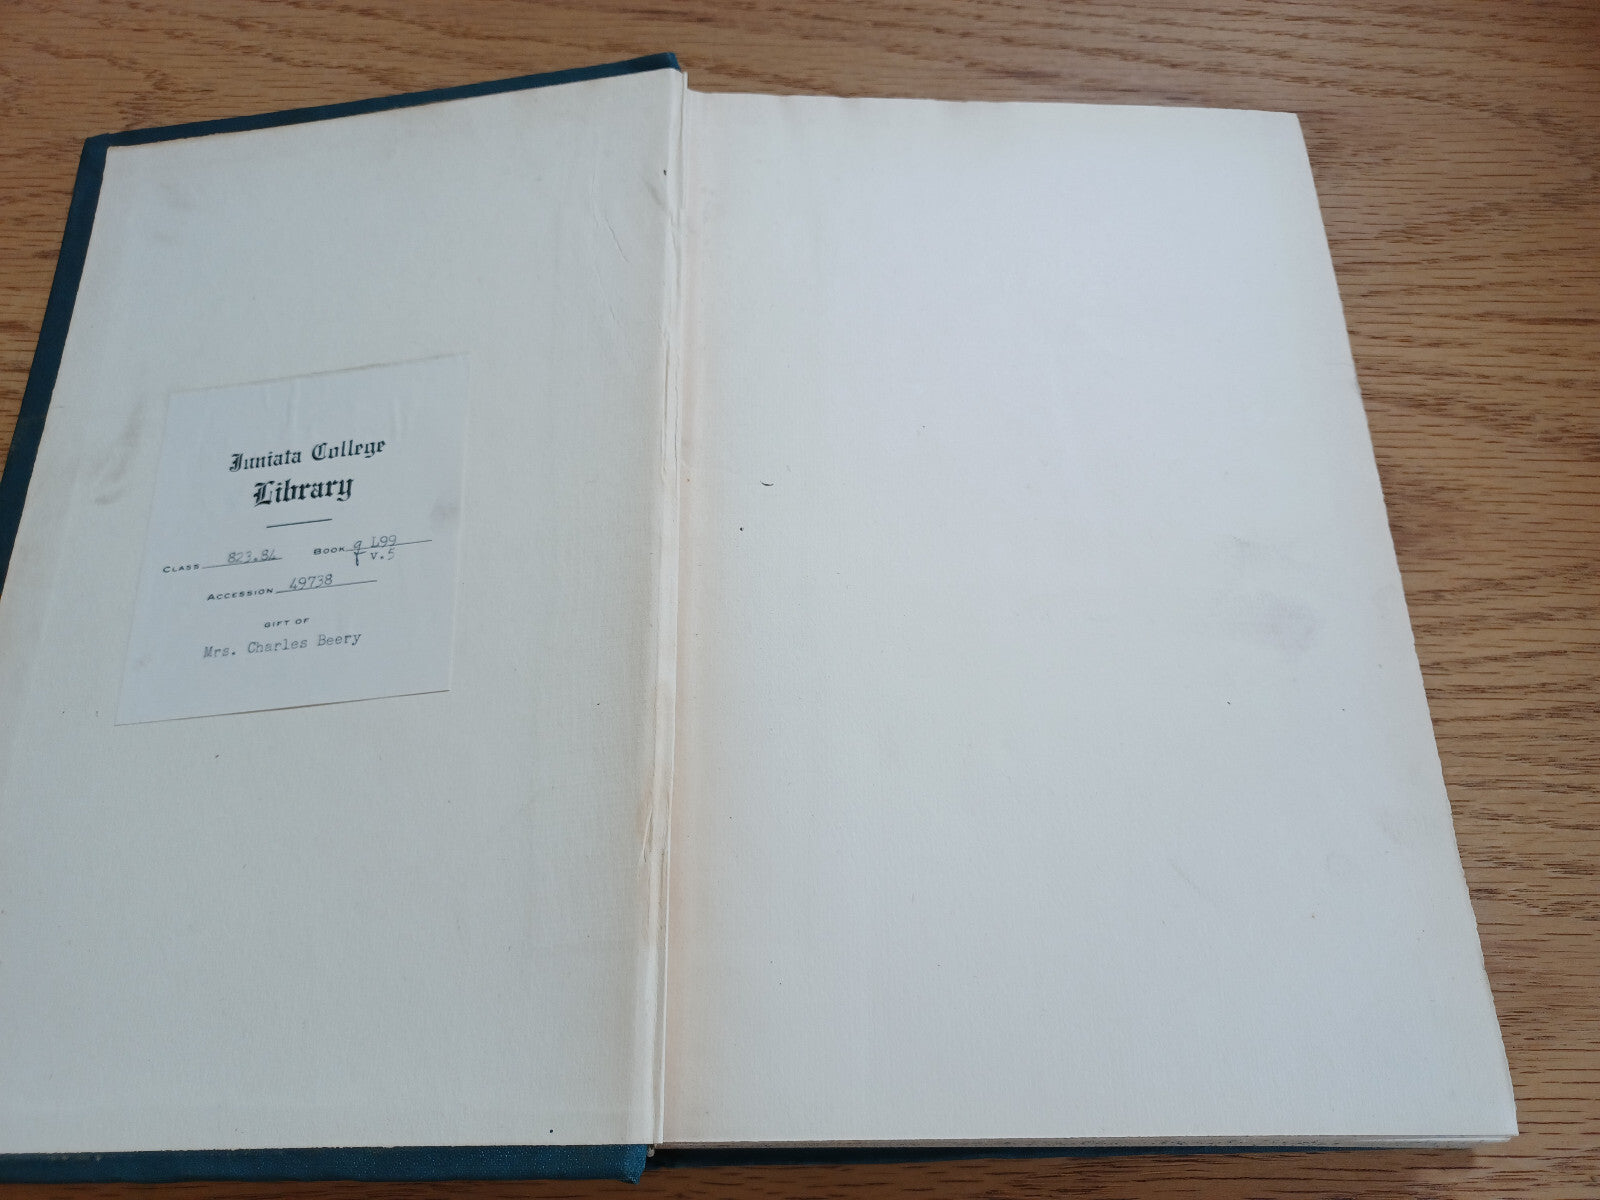 Juniata College
Library
CLASS 823.84 BOOK q L99
f v.5
ACCESSION 49738
GIFT OF
Mrs. Charles Beery